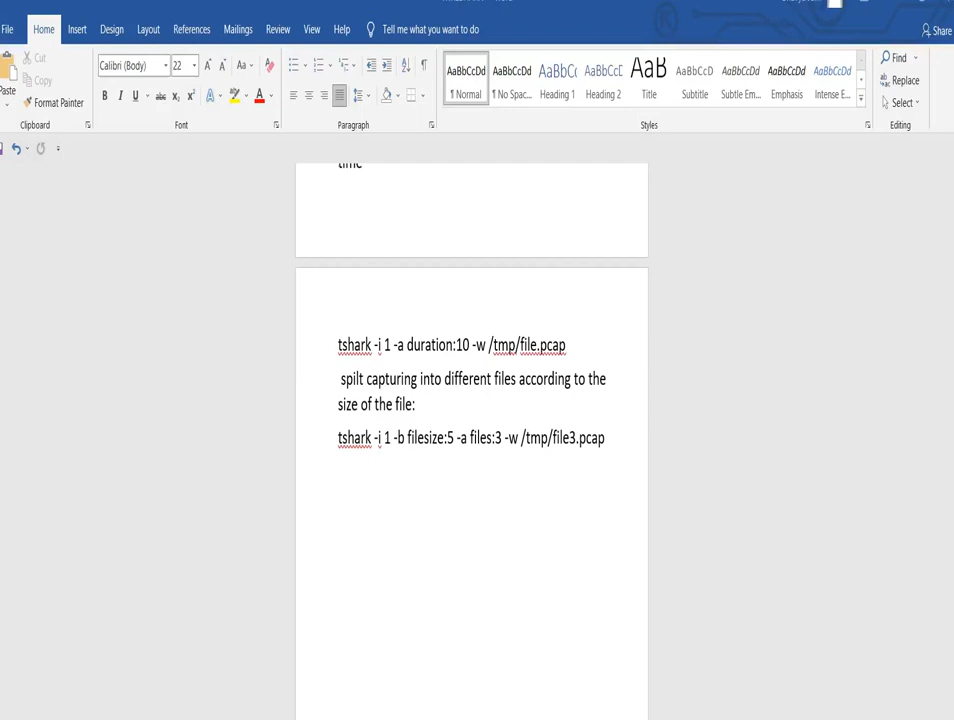 File Home Insert Design Layout References Mailings Review View Help Tell me what you want to do Share
Cut
Copy
Paste
Format Painter
Clipboard
Calibri (Body) 22
Font
Paragraph
AaBbCcDd AaBbCcDd AaBbCc AaBbCcD AaB AaBbCcD AaBbCcDd AaBbCcDd AaBbCcDd
¶ Normal ¶ No Spac... Heading 1 Heading 2 Title Subtitle Subtle Em... Emphasis Intense E...
Styles
Find
Replace
Select
Editing
time
tshark -i 1 -a duration:10 -w /tmp/file.pcap
spilt capturing into different files according to the
size of the file:
tshark -i 1 -b filesize:5 -a files:3 -w /tmp/file3.pcap